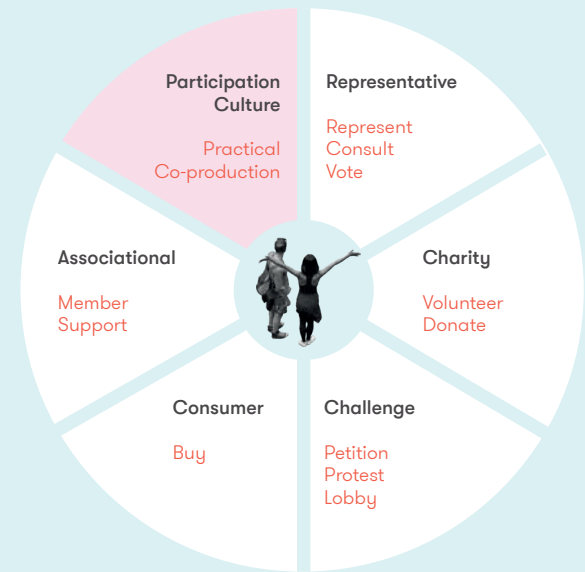 Participation
Culture
Practical
Co-production
Representative
Represent
Consult
Vote
Associational
Member
Support
Charity
Volunteer
Donate
Consumer
Buy
Challenge
Petition
Protest
Lobby